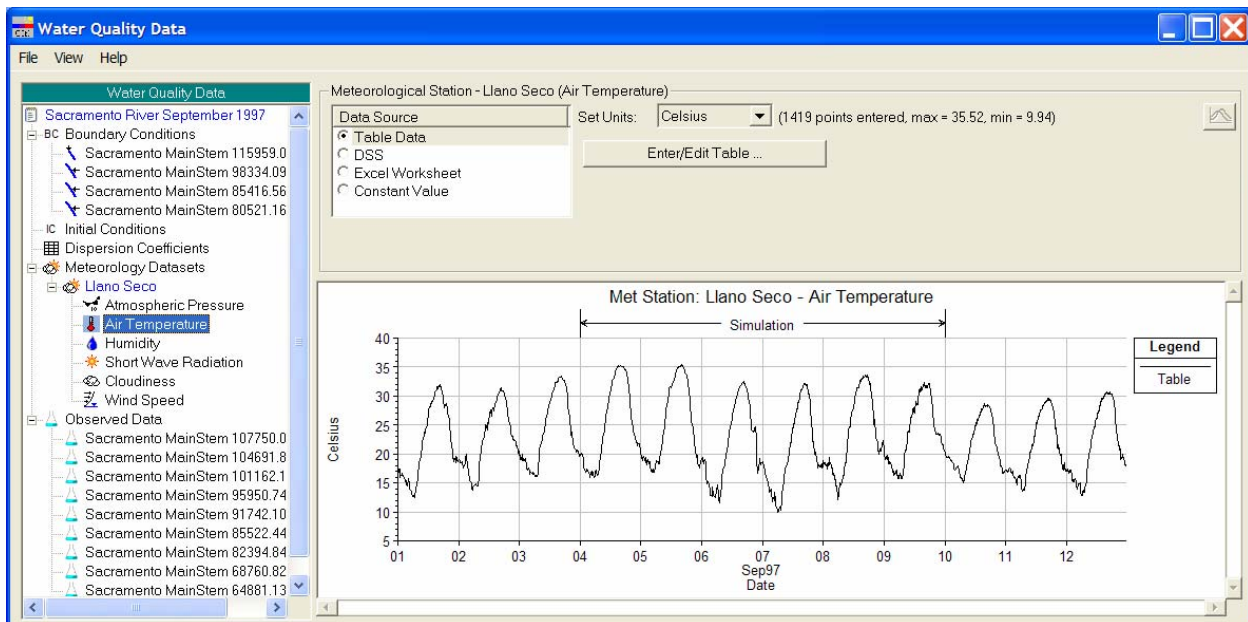 Water Quality Data
File View Help
Water Quality Data
Sacramento River September 1997
BC Boundary Conditions
Sacramento MainStem 115959.0
Sacramento MainStem 98334.09
Sacramento MainStem 85416.56
Sacramento MainStem 80521.16
IC Initial Conditions
Dispersion Coefficients
Meteorology Datasets
Llano Seco
Atmospheric Pressure
Air Temperature
Humidity
Short Wave Radiation
Cloudiness
Wind Speed
Observed Data
Sacramento MainStem 107750.0
Sacramento MainStem 104691.8
Sacramento MainStem 101162.1
Sacramento MainStem 95950.74
Sacramento MainStem 91742.10
Sacramento MainStem 85522.44
Sacramento MainStem 82394.84
Sacramento MainStem 68760.82
Sacramento MainStem 64881.13
Meteorological Station - Llano Seco (Air Temperature)
Data Source
Table Data
DSS
Excel Worksheet
Constant Value
Set Units: Celsius (1419 points entered, max = 35.52, min = 9.94)
Enter/Edit Table ...
Met Station: Llano Seco - Air Temperature
Simulation
Celsius
40
35
30
25
20
15
10
5
01 02 03 04 05 06 07 08 09 10 11 12
Sep97
Date
Legend
Table